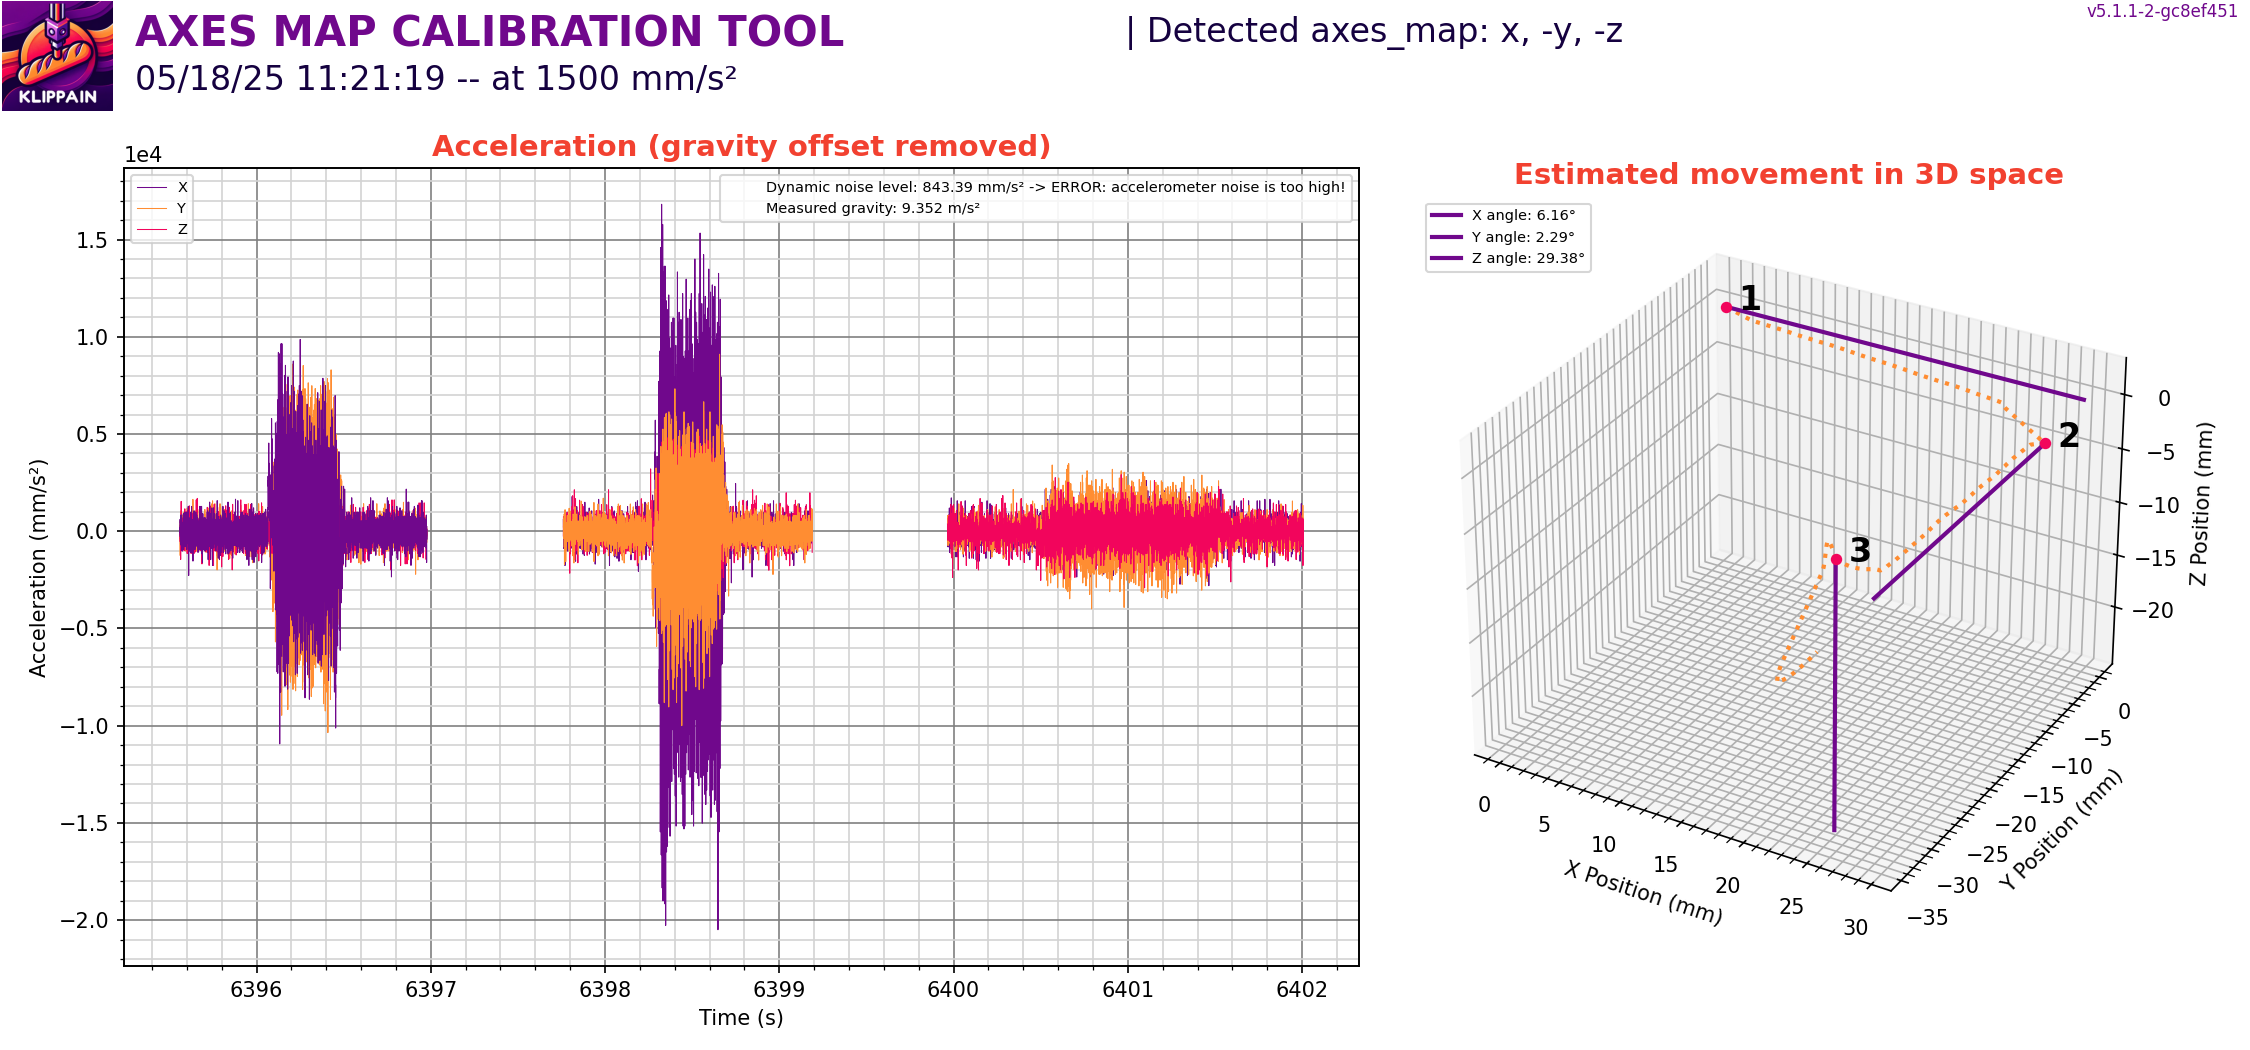 KLIPPAIN
AXES MAP CALIBRATION TOOL
05/18/25 11:21:19 -- at 1500 mm/s²
| Detected axes_map: x, -y, -z
v5.1.1-2-gc8ef451
Acceleration (gravity offset removed)
1e4
X
Y
Z
Dynamic noise level: 843.39 mm/s² -> ERROR: accelerometer noise is too high!
Measured gravity: 9.352 m/s²
Acceleration (mm/s²)
1.5
1.0
0.5
0.0
−0.5
−1.0
−1.5
−2.0
6396 6397 6398 6399 6400 6401 6402
Time (s)
Estimated movement in 3D space
X angle: 6.16°
Y angle: 2.29°
Z angle: 29.38°
1
2
3
0
−5
−10
−15
−20
Z Position (mm)
0
−5
−10
−15
−20
−25
−30
−35
Y Position (mm)
0
5
10
15
20
25
30
X Position (mm)